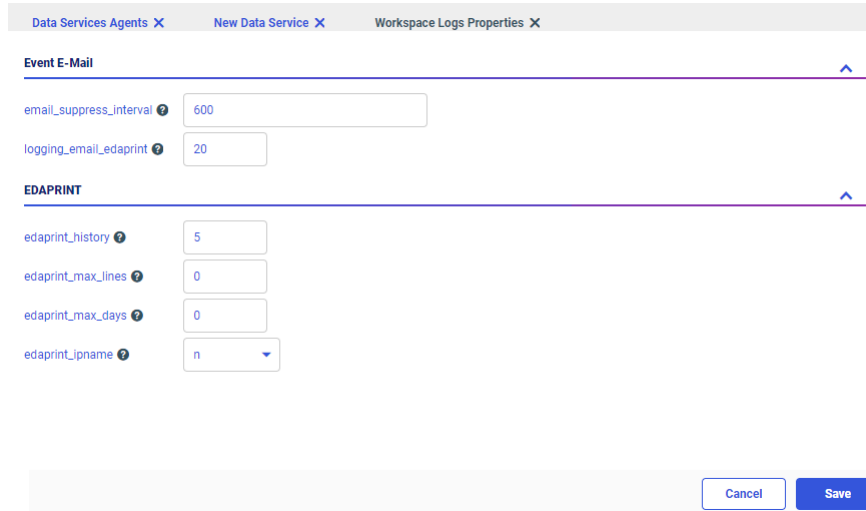 Data Services Agents ✕ New Data Service ✕ Workspace Logs Properties ✕
Event E-Mail
email_suppress_interval ? 600
logging_email_edaprint ? 20
EDAPRINT
edaprint_history ? 5
edaprint_max_lines ? 0
edaprint_max_days ? 0
edaprint_ipname ? n
Cancel Save